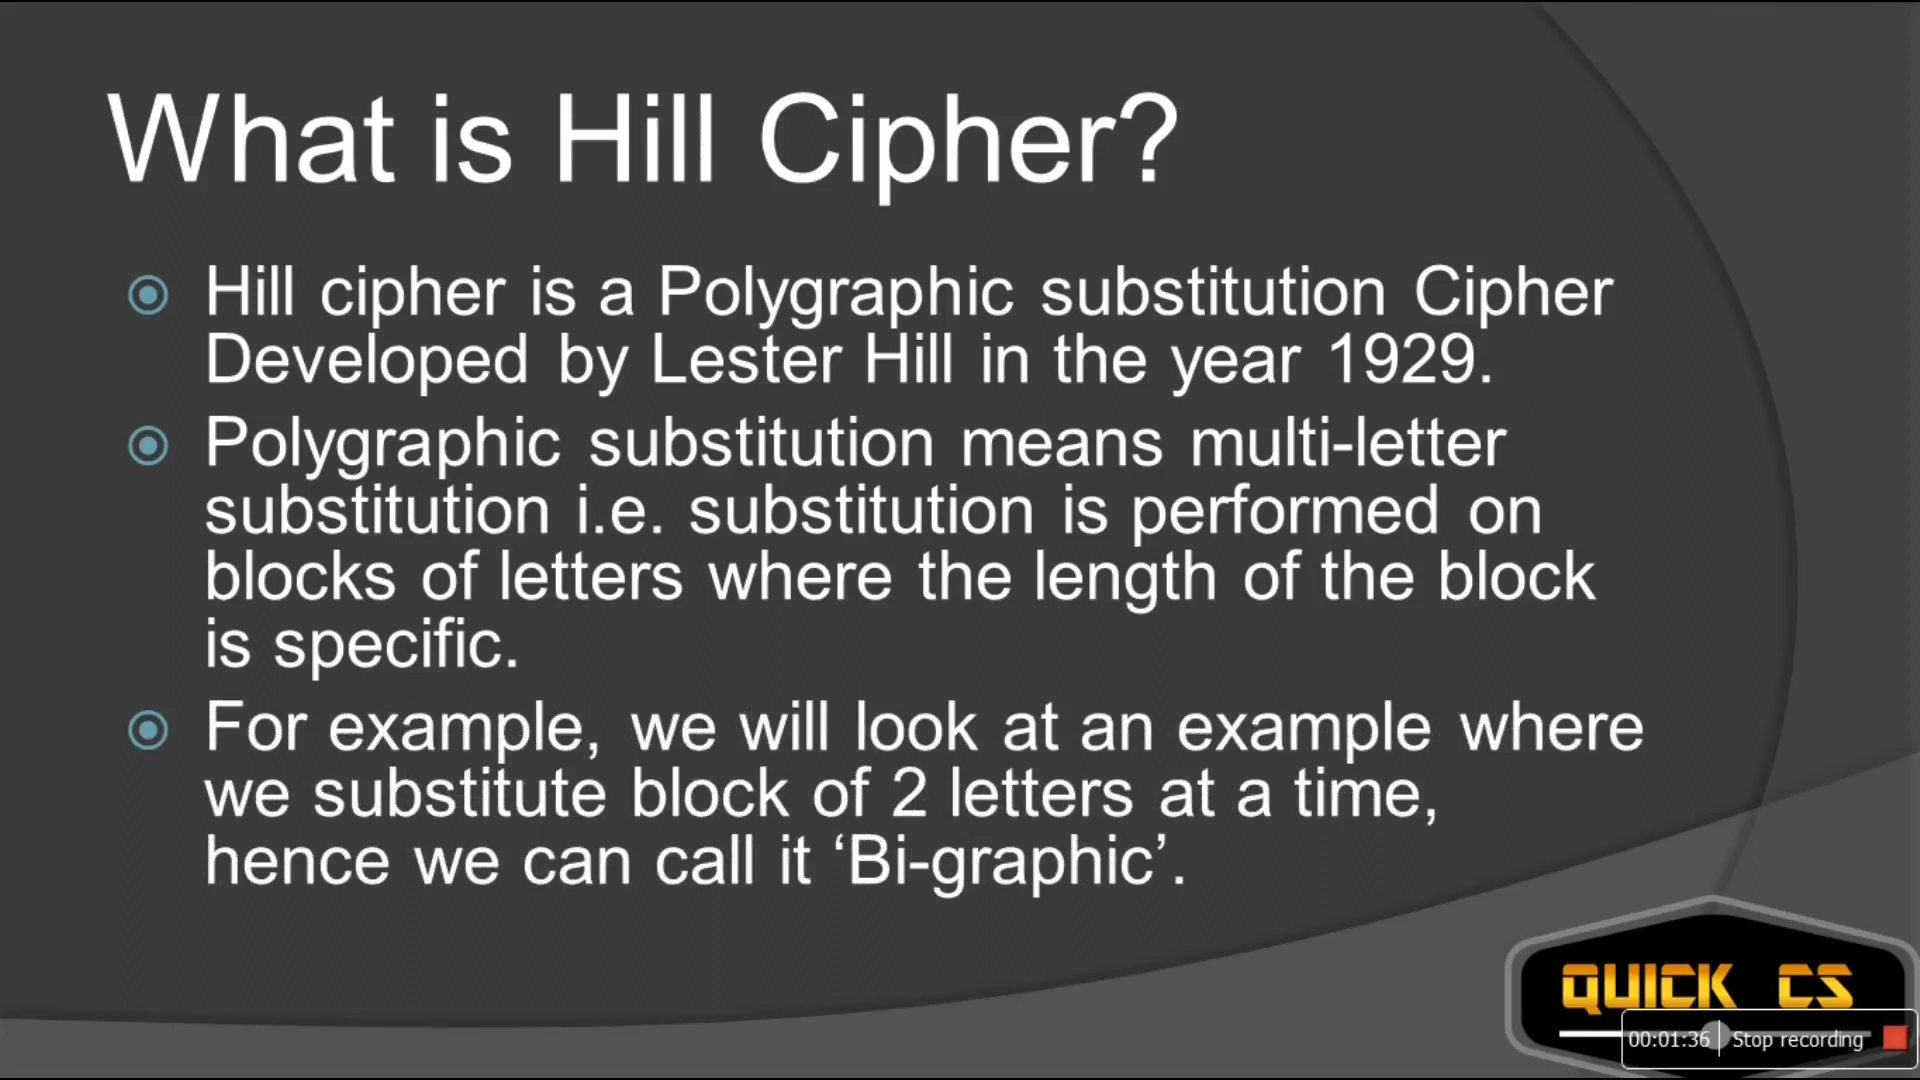 What is Hill Cipher?
Hill cipher is a Polygraphic substitution Cipher
Developed by Lester Hill in the year 1929.
Polygraphic substitution means multi-letter
substitution i.e. substitution is performed on
blocks of letters where the length of the block
is specific.
For example, we will look at an example where
we substitute block of 2 letters at a time,
hence we can call it ‘Bi-graphic’.
QUICK CS
00:01:36 Stop recording